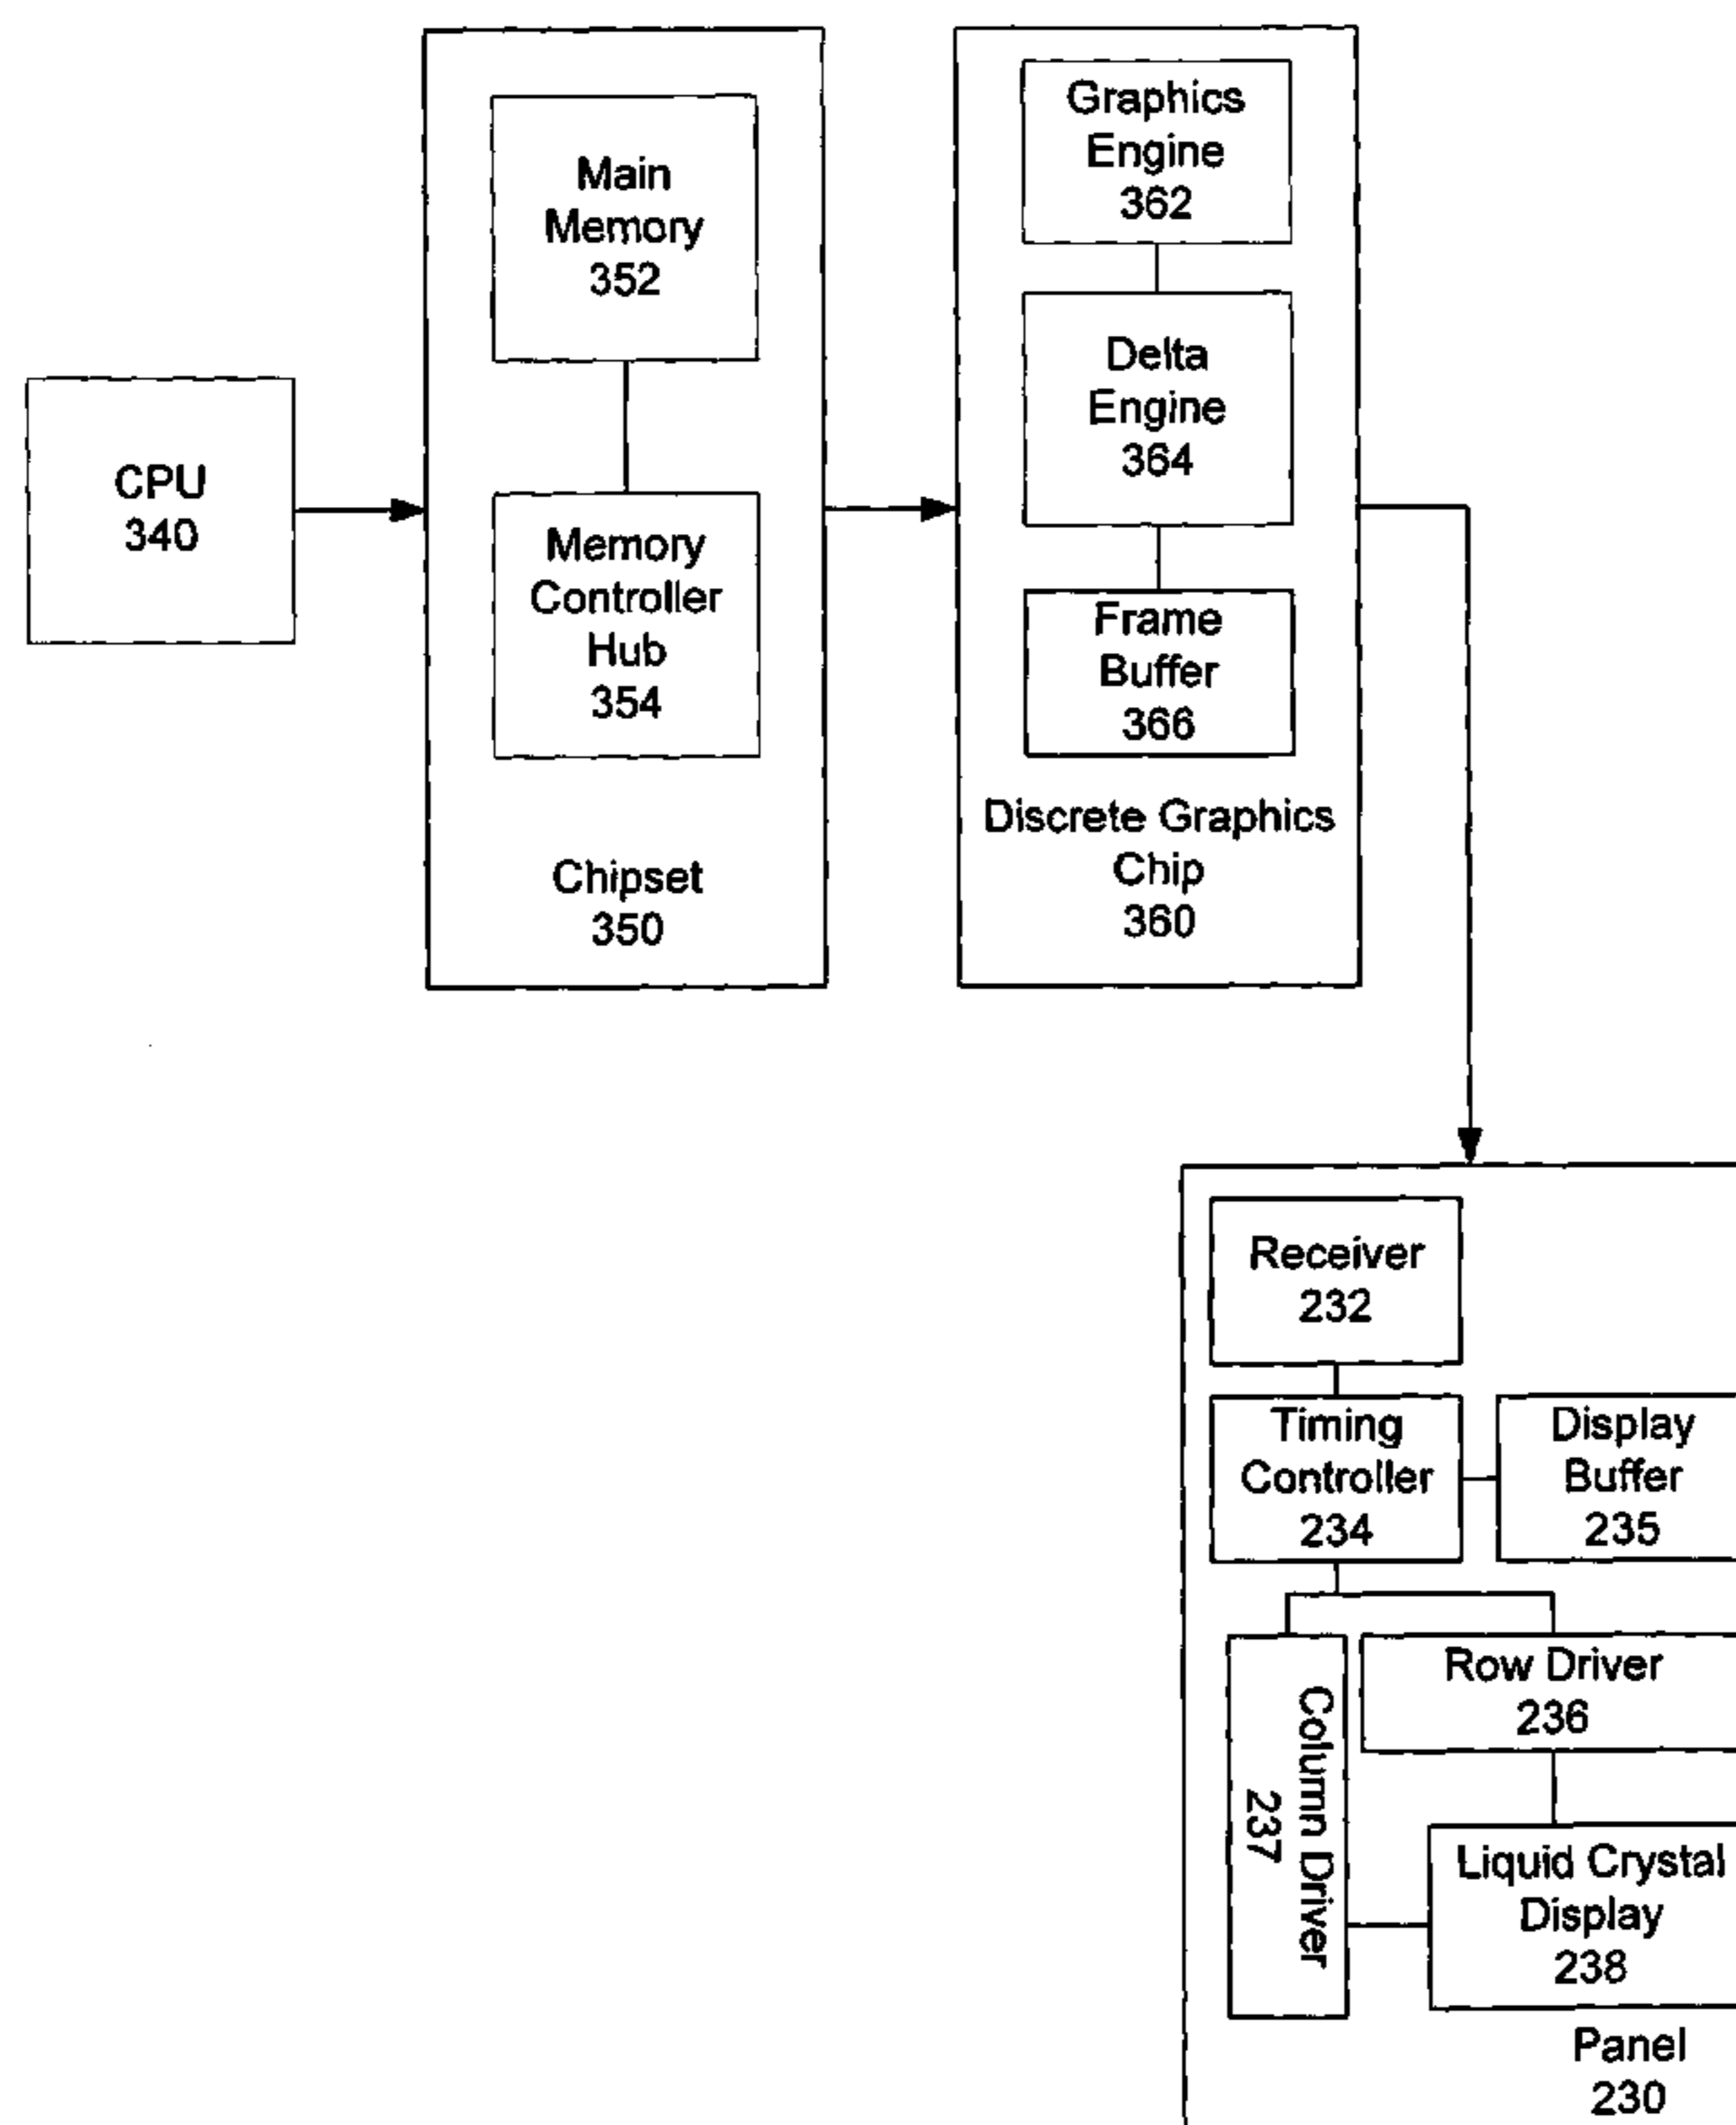 CPU
340
Main
Memory
352
Memory
Controller
Hub
354
Chipset
350
Graphics
Engine
362
Delta
Engine
364
Frame
Buffer
366
Discrete Graphics
Chip
360
Receiver
232
Timing
Controller
234
Display
Buffer
235
Column Driver
237
Row Driver
236
Liquid Crystal
Display
238
Panel
230